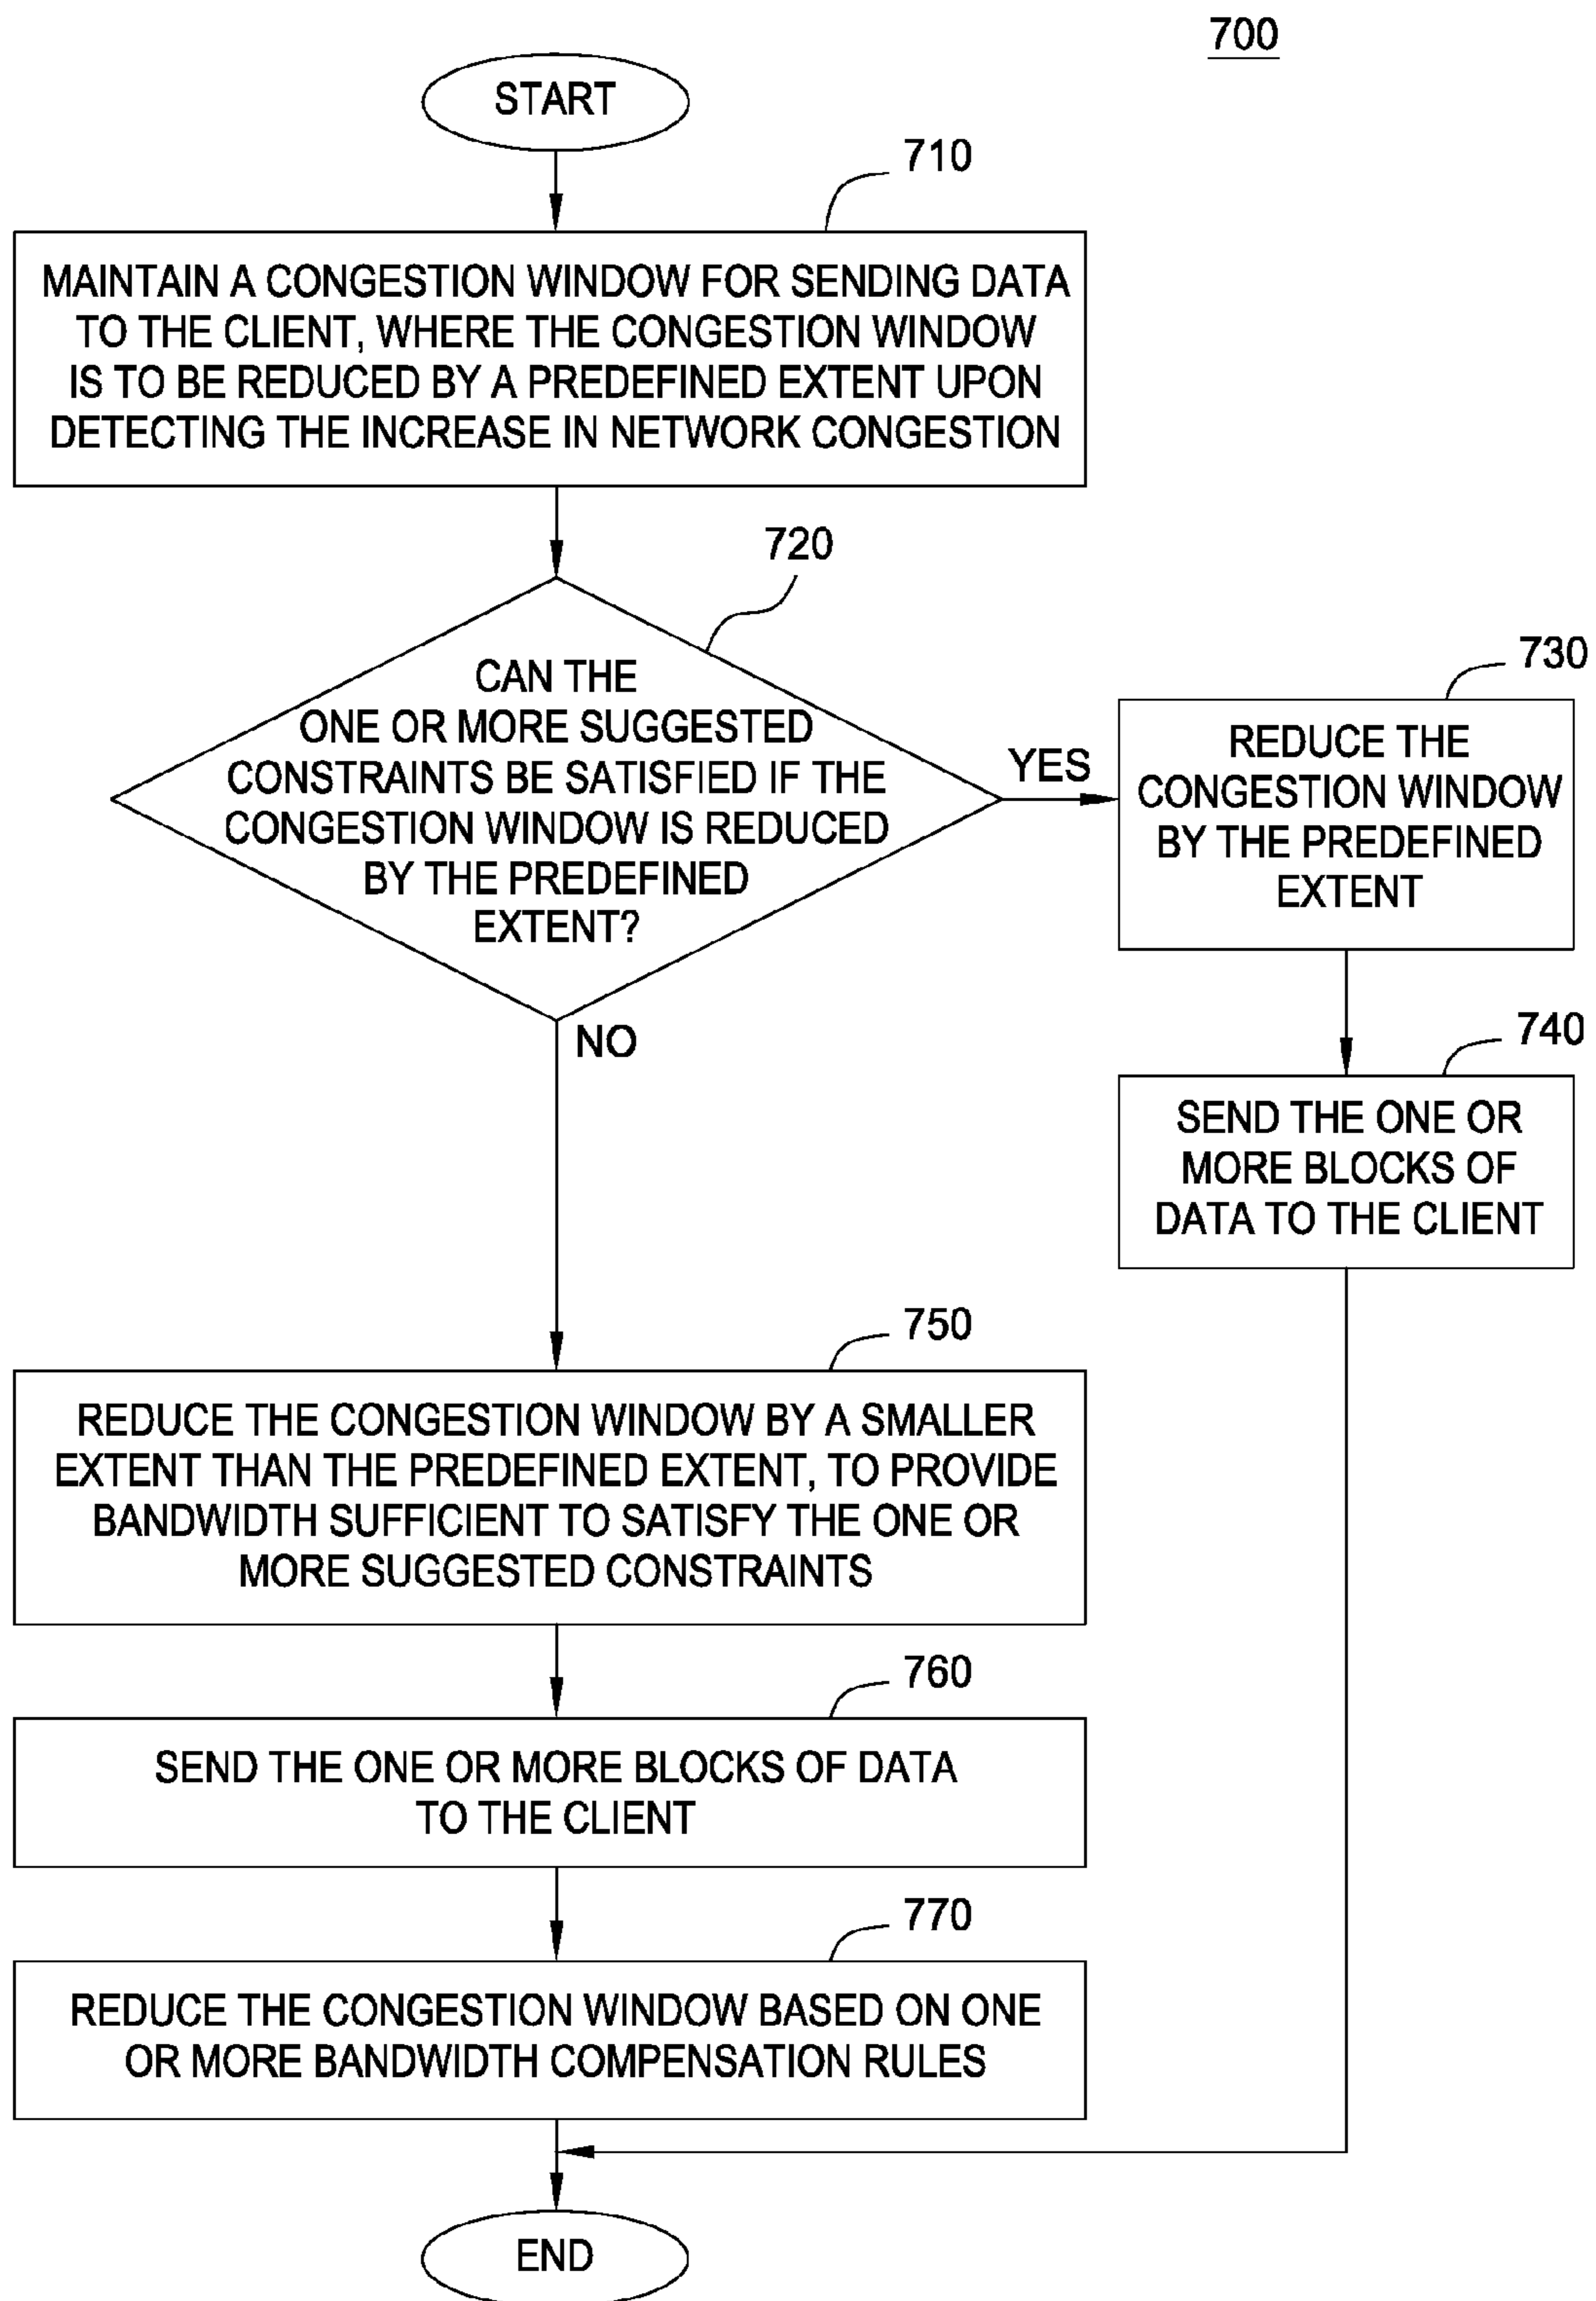 700
START
710
MAINTAIN A CONGESTION WINDOW FOR SENDING DATA
TO THE CLIENT, WHERE THE CONGESTION WINDOW
IS TO BE REDUCED BY A PREDEFINED EXTENT UPON
DETECTING THE INCREASE IN NETWORK CONGESTION
720
CAN THE
ONE OR MORE SUGGESTED
CONSTRAINTS BE SATISFIED IF THE
CONGESTION WINDOW IS REDUCED
BY THE PREDEFINED
EXTENT?
YES
730
REDUCE THE
CONGESTION WINDOW
BY THE PREDEFINED
EXTENT
740
SEND THE ONE OR
MORE BLOCKS OF
DATA TO THE CLIENT
NO
750
REDUCE THE CONGESTION WINDOW BY A SMALLER
EXTENT THAN THE PREDEFINED EXTENT, TO PROVIDE
BANDWIDTH SUFFICIENT TO SATISFY THE ONE OR
MORE SUGGESTED CONSTRAINTS
760
SEND THE ONE OR MORE BLOCKS OF DATA
TO THE CLIENT
770
REDUCE THE CONGESTION WINDOW BASED ON ONE
OR MORE BANDWIDTH COMPENSATION RULES
END